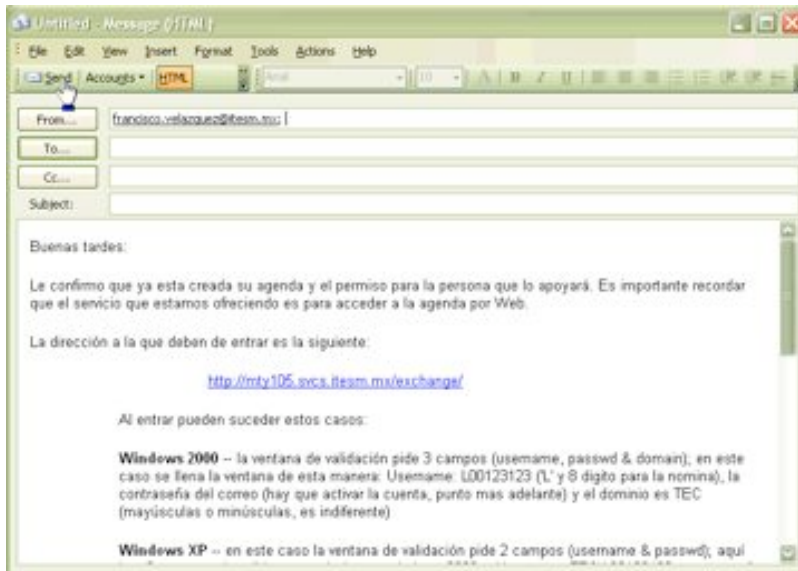 Untitled - Message (HTML)
File Edit View Insert Format Tools Actions Help
Send Accounts HTML Arial 10 A B I U
From... francisco.velazquez@itesm.mx;
To...
Cc...
Subject:
Buenas tardes:
Le confirmo que ya esta creada su agenda y el permiso para la persona que lo apoyará. Es importante recordar
que el servicio que estamos ofreciendo es para acceder a la agenda por Web.
La dirección a la que deben de entrar es la siguiente:
http://mty105.svcs.itesm.mx/exchange/
Al entrar pueden suceder estos casos:
Windows 2000 -- la ventana de validación pide 3 campos (username, passwd & domain); en este
caso se llena la ventana de esta manera: Username: L00123123 ('L' y 8 digito para la nomina), la
contraseña del correo (hay que activar la cuenta, punto mas adelante) y el dominio es TEC
(mayúsculas o minúsculas, es indiferente)
Windows XP -- en este caso la ventana de validación pide 2 campos (username & passwd); aquí